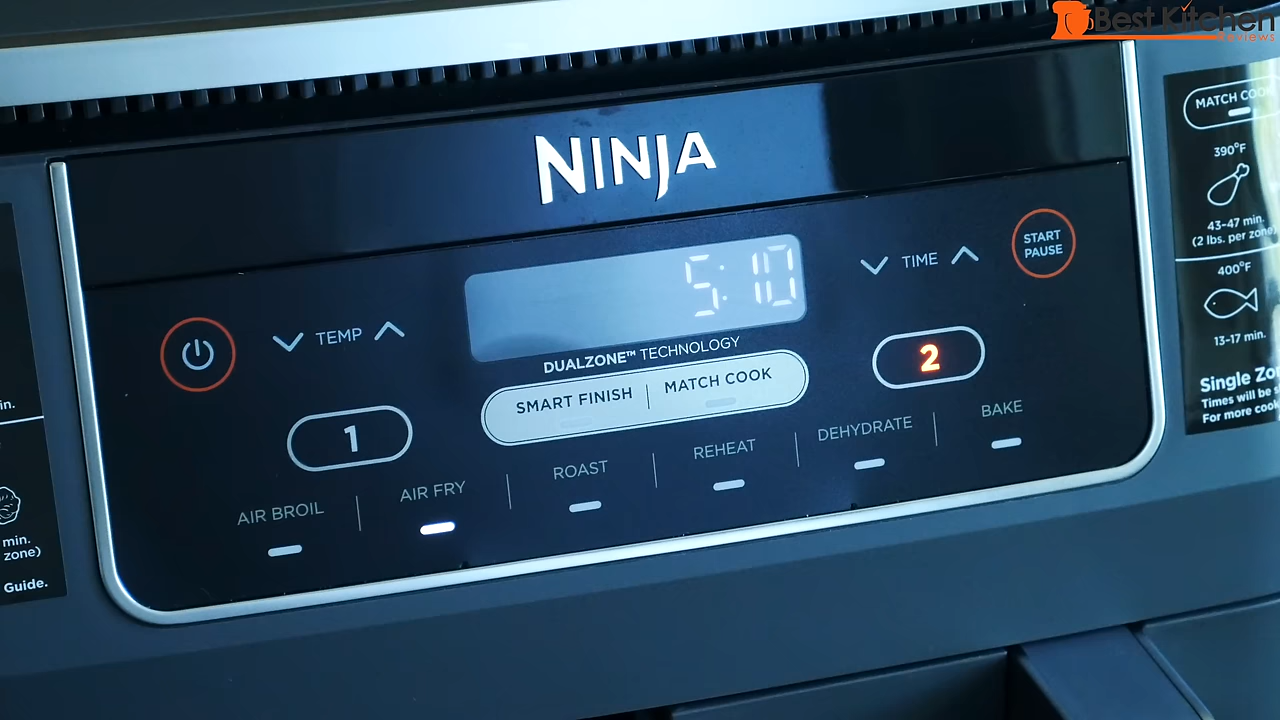 Best Kitchen
Reviews
NINJA
5:10
TEMP
TIME
START
PAUSE
DUALZONE™ TECHNOLOGY
SMART FINISH
MATCH COOK
1
2
AIR BROIL
AIR FRY
ROAST
REHEAT
DEHYDRATE
BAKE
in.
min.
zone)
Guide.
MATCH COOK
390°F
43-47 min.
(2 lbs. per zone)
400°F
13-17 min.
Single
Times will be
For more